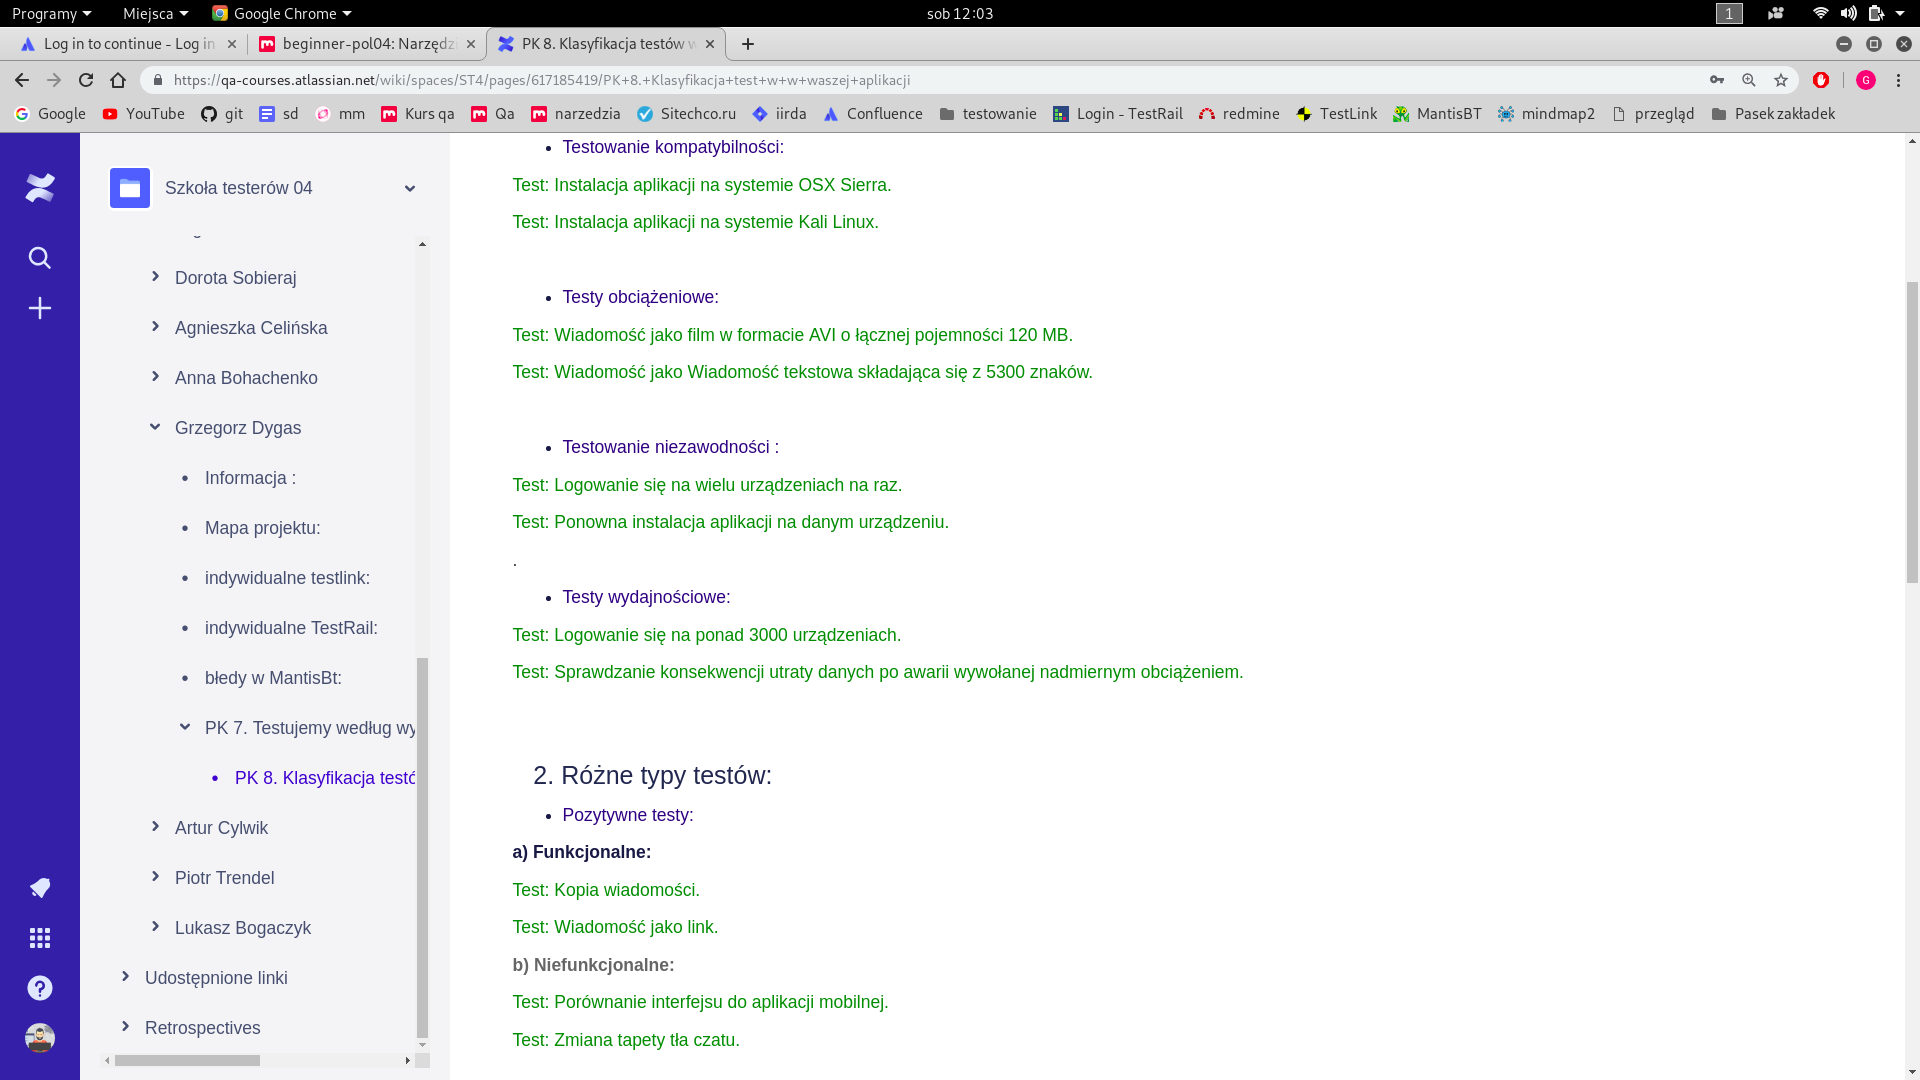 Programy Miejsca Google Chrome sob 12:03 1
Log in to continue - Log in beginner-pol04: Narzędzi PK 8. Klasyfikacja testów w
https://qa-courses.atlassian.net/wiki/spaces/ST4/pages/617185419/PK+8.+Klasyfikacja+test+w+w+waszej+aplikacji G
Google YouTube git sd mm Kurs qa Qa narzedzia Sitechco.ru iirda Confluence testowanie Login - TestRail redmine TestLink MantisBT mindmap2 przegląd Pasek zakładek
Szkoła testerów 04
Dorota Sobieraj
Agnieszka Celińska
Anna Bohachenko
Grzegorz Dygas
Informacja :
Mapa projektu:
indywidualne testlink:
indywidualne TestRail:
błedy w MantisBt:
PK 7. Testujemy według wy
PK 8. Klasyfikacja testó
Artur Cylwik
Piotr Trendel
Lukasz Bogaczyk
Udostępnione linki
Retrospectives
• Testowanie kompatybilności:
Test: Instalacja aplikacji na systemie OSX Sierra.
Test: Instalacja aplikacji na systemie Kali Linux.
• Testy obciążeniowe:
Test: Wiadomość jako film w formacie AVI o łącznej pojemności 120 MB.
Test: Wiadomość jako Wiadomość tekstowa składająca się z 5300 znaków.
• Testowanie niezawodności :
Test: Logowanie się na wielu urządzeniach na raz.
Test: Ponowna instalacja aplikacji na danym urządzeniu.
.
• Testy wydajnościowe:
Test: Logowanie się na ponad 3000 urządzeniach.
Test: Sprawdzanie konsekwencji utraty danych po awarii wywołanej nadmiernym obciążeniem.
2. Różne typy testów:
• Pozytywne testy:
a) Funkcjonalne:
Test: Kopia wiadomości.
Test: Wiadomość jako link.
b) Niefunkcjonalne:
Test: Porównanie interfejsu do aplikacji mobilnej.
Test: Zmiana tapety tła czatu.